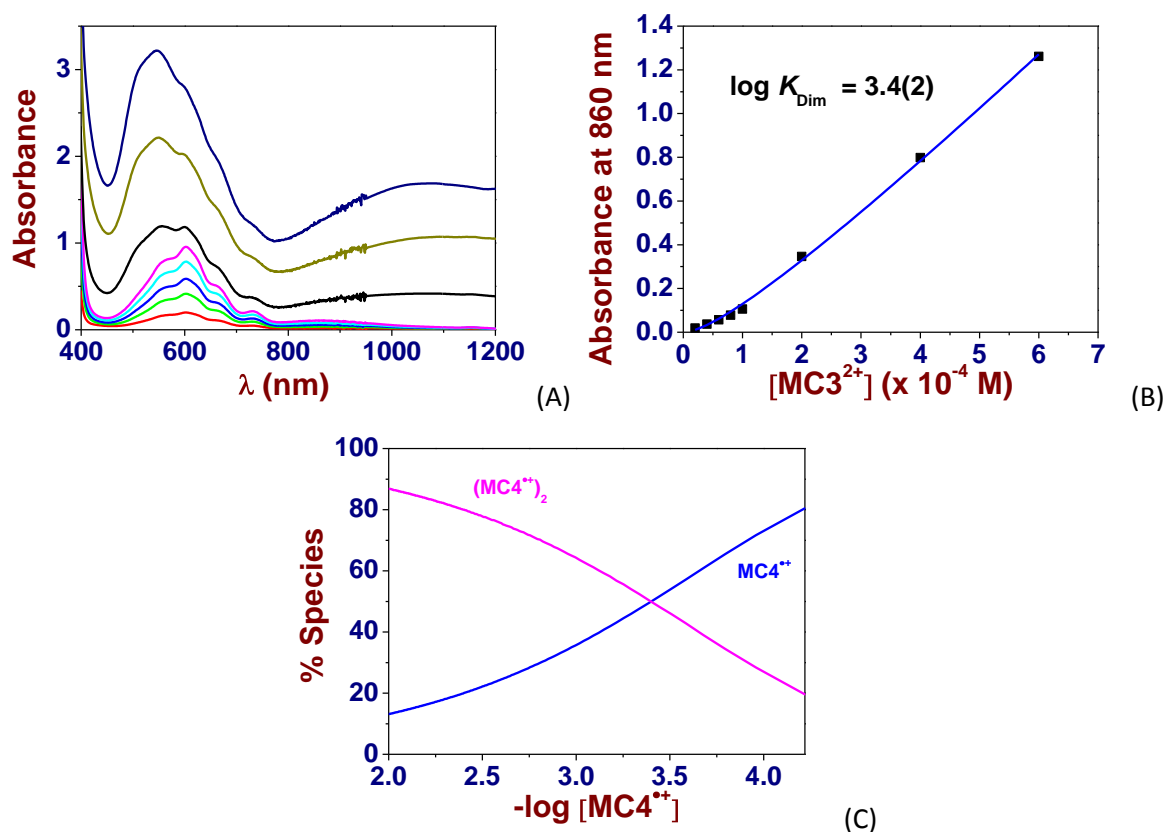 Absorbance
3
2
1
0
400 600 800 1000 1200
λ (nm)
(A)
Absorbance at 860 nm
1.4
1.2
1.0
0.8
0.6
0.4
0.2
0.0
log K_Dim = 3.4(2)
0 1 2 3 4 5 6 7
[MC3²⁺] (x 10⁻⁴ M)
(B)
% Species
100
80
60
40
20
0
(MC4•⁺)₂
MC4•⁺
2.0 2.5 3.0 3.5 4.0
-log [MC4•⁺]
(C)